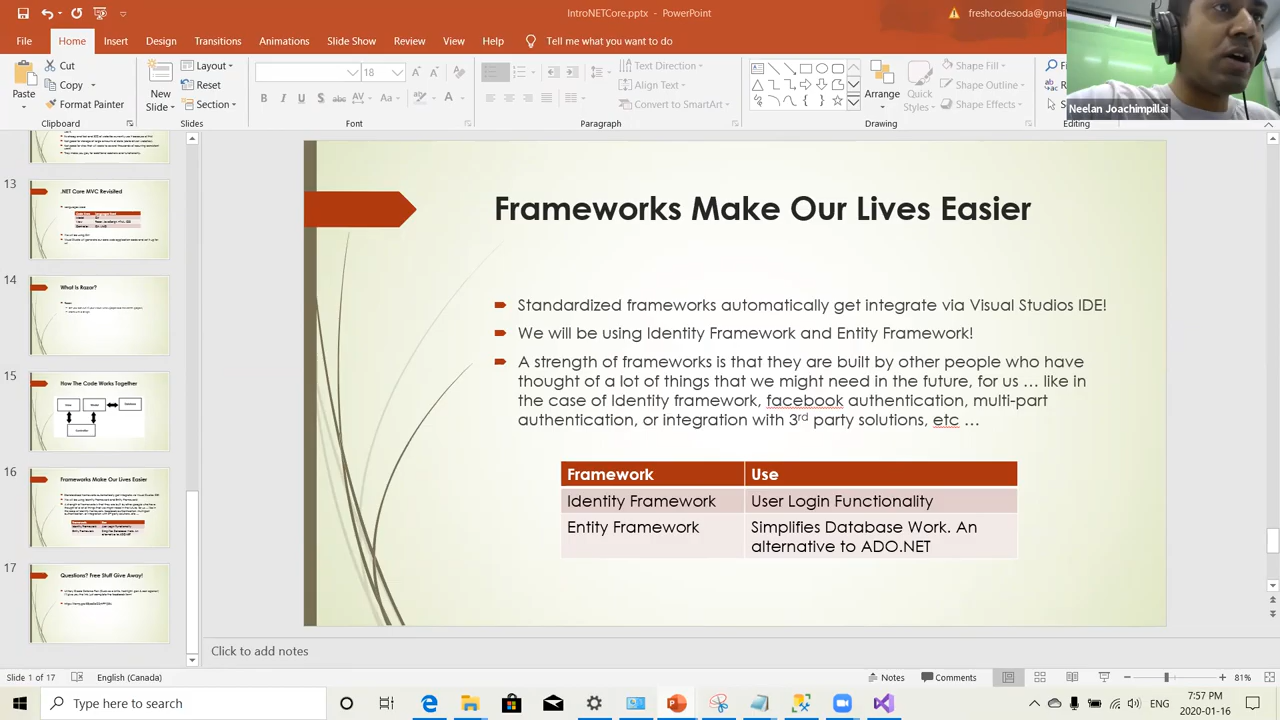 IntroNETCore.pptx - PowerPoint
freshcodesoda@gmai
File Home Insert Design Transitions Animations Slide Show Review View Help Tell me what you want to do
Paste
Cut
Copy
Format Painter
Clipboard
New
Slide
Layout
Reset
Section
Slides
18
Font
Text Direction
Align Text
Convert to SmartArt
Paragraph
Arrange
Quick
Styles
Shape Fill
Shape Outline
Shape Effects
Drawing
Editing
Neelan Joachimpillai
13
.NET Core MVC Revisited
14
What is Razor?
15
How The Code Works Together
16
Frameworks Make Our Lives Easier
17
Questions? Free Stuff Give Away!
Frameworks Make Our Lives Easier
Standardized frameworks automatically get integrate via Visual Studios IDE!
We will be using Identity Framework and Entity Framework!
A strength of frameworks is that they are built by other people who have
thought of a lot of things that we might need in the future, for us … like in
the case of Identity framework, facebook authentication, multi-part
authentication, or integration with 3rd party solutions, etc …
Framework Use
Identity Framework User Login Functionality
Entity Framework Simplifies Database Work. An
alternative to ADO.NET
Click to add notes
Slide 1 of 17 English (Canada) Notes Comments 81%
Type here to search
ENG
7:57 PM
2020-01-16